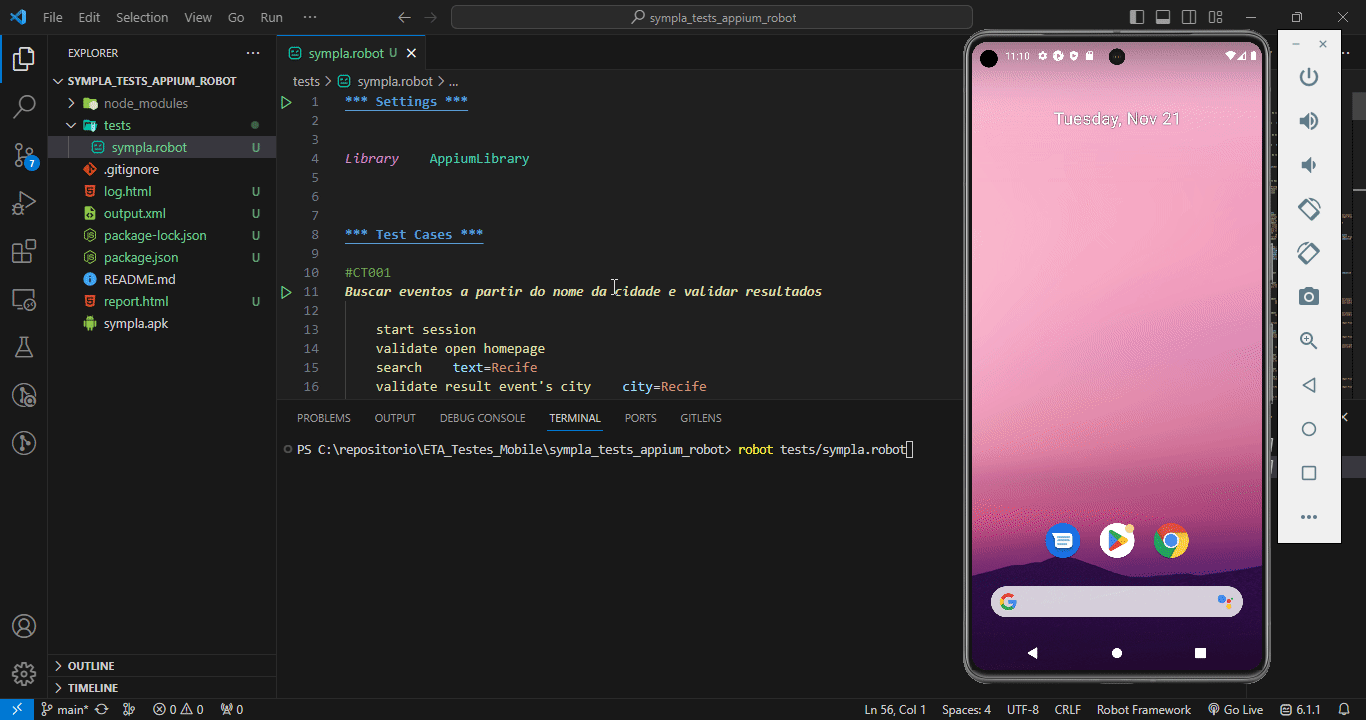 File Edit Selection View Go Run ···
sympla_tests_appium_robot
EXPLORER ···
SYMPLA_TESTS_APPIUM_ROBOT
node_modules
tests
sympla.robot U
.gitignore
log.html U
output.xml U
package-lock.json U
package.json U
README.md
report.html U
sympla.apk
OUTLINE
TIMELINE
7
sympla.robot U
tests > sympla.robot > ...
1 *** Settings ***
2
3
4 Library AppiumLibrary
5
6
7
8 *** Test Cases ***
9
10 #CT001
11 Buscar eventos a partir do nome da cidade e validar resultados
12
13 start session
14 validate open homepage
15 search text=Recife
16 validate result event's city city=Recife
PROBLEMS OUTPUT DEBUG CONSOLE TERMINAL PORTS GITLENS
PS C:\repositorio\ETA_Testes_Mobile\sympla_tests_appium_robot> robot tests/sympla.robot
11:10
Tuesday, Nov 21
main* 0 0 0 Ln 56, Col 1 Spaces: 4 UTF-8 CRLF Robot Framework Go Live 6.1.1